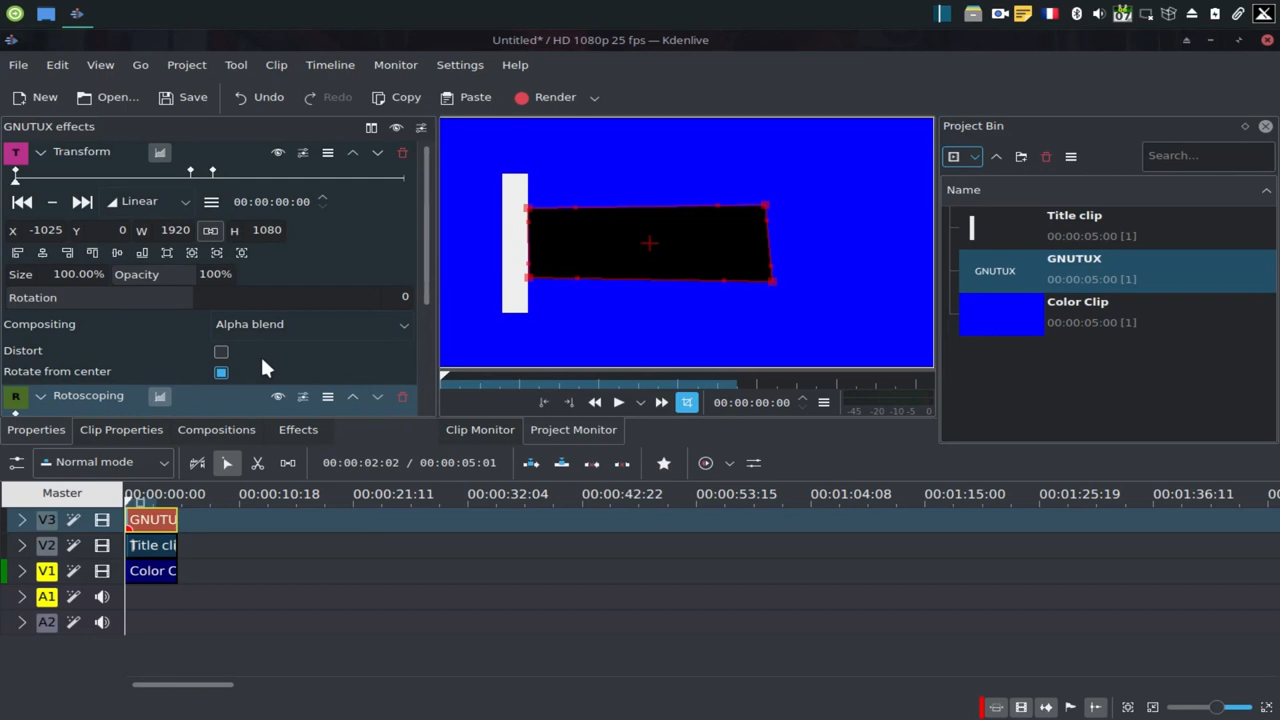 Untitled* / HD 1080p 25 fps — Kdenlive
File Edit View Go Project Tool Clip Timeline Monitor Settings Help
New Open... Save Undo Redo Copy Paste Render
GNUTUX effects
T Transform
Linear 00:00:00:00
X -1025 Y 0 W 1920 H 1080
Size 100.00% Opacity 100%
Rotation 0
Compositing Alpha blend
Distort
Rotate from center
R Rotoscoping
Properties Clip Properties Compositions Effects
00:00:00:00
-45 -20 -10 -5 0
Clip Monitor Project Monitor
Project Bin
Search...
Name
Title clip
00:00:05:00 [1]
GNUTUX
GNUTUX
00:00:05:00 [1]
Color Clip
00:00:05:00 [1]
Normal mode 00:00:02:02 / 00:00:05:01
Master 00:00:00:00 00:00:10:18 00:00:21:11 00:00:32:04 00:00:42:22 00:00:53:15 00:01:04:08 00:01:15:00 00:01:25:19 00:01:36:11
V3 GNUTU
V2 Title cli
V1 Color C
A1
A2